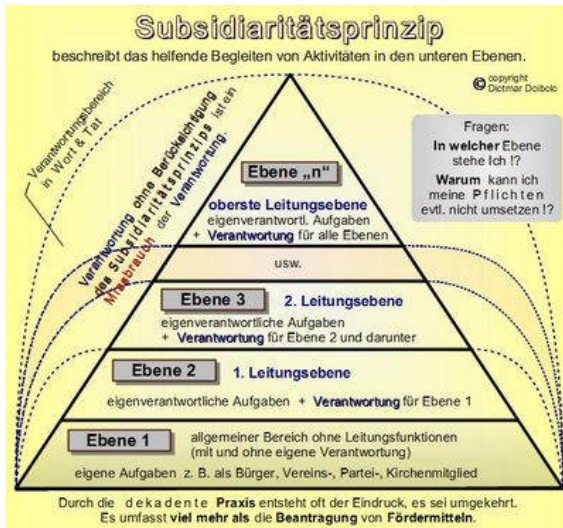 Subsidiaritätsprinzip
beschreibt das helfende Begleiten von Aktivitäten in den unteren Ebenen.
© copyright
Dietmar Doibolo
Verantwortungsbereich
in Wort & Tat
Verantwortung ohne Berücksichtigung
des Subsidiaritätsprinzips ist ein
Missbrauch der Verantwortung.
Fragen:
In welcher Ebene
stehe Ich !?
Warum kann ich
meine Pflichten
evtl. nicht umsetzen !?
Ebene „n"
oberste Leitungsebene
eigenverantwortl. Aufgaben
+ Verantwortung für alle Ebenen
usw.
Ebene 3 2. Leitungsebene
eigenverantwortliche Aufgaben
+ Verantwortung für Ebene 2 und darunter
Ebene 2 1. Leitungsebene
eigenverantwortliche Aufgaben + Verantwortung für Ebene 1
Ebene 1 allgemeiner Bereich ohne Leitungsfunktionen
(mit und ohne eigene Verantwortung)
eigene Aufgaben z. B. als Bürger, Vereins-, Partei-, Kirchenmitglied
Durch die dekadente Praxis entsteht oft der Eindruck, es sei umgekehrt.
Es umfasst viel mehr als die Beantragung von Fördermitteln.